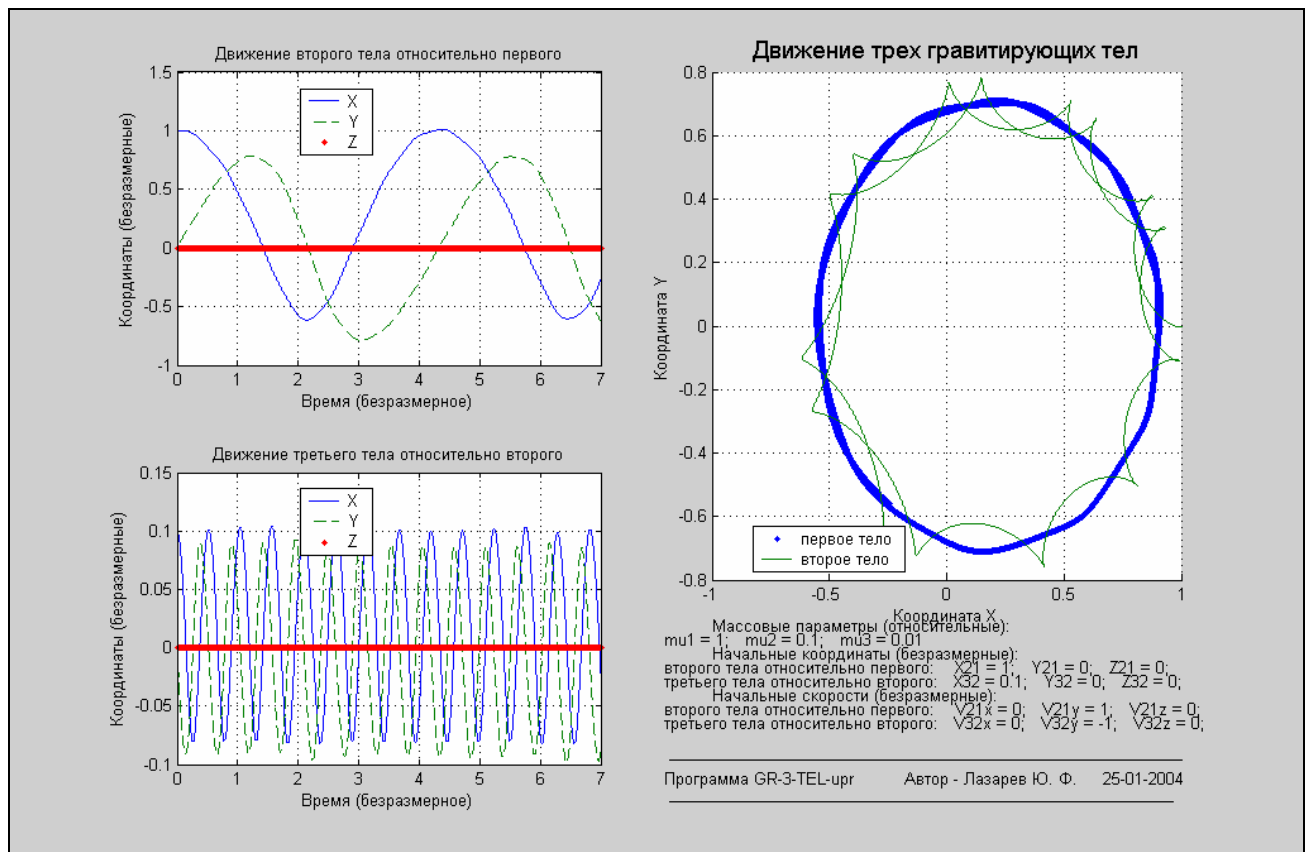 Движение второго тела относительно первого
1.5
1
0.5
0
-0.5
-1
Координаты (безразмерные)
X
Y
Z
0 1 2 3 4 5 6 7
Время (безразмерное)
Движение третьего тела относительно второго
0.15
0.1
0.05
0
-0.05
-0.1
Координаты (безразмерные)
X
Y
Z
0 1 2 3 4 5 6 7
Время (безразмерное)
Движение трех гравитирующих тел
0.8
0.6
0.4
0.2
0
-0.2
-0.4
-0.6
-0.8
Координата Y
первое тело
второе тело
-1 -0.5 0 0.5 1
Координата X
Массовые параметры (относительные):
mu1 = 1; mu2 = 0.1; mu3 = 0.01
Начальные координаты (безразмерные):
второго тела относительно первого: X21 = 1; Y21 = 0; Z21 = 0;
третьего тела относительно второго: X32 = 0.1; Y32 = 0; Z32 = 0;
Начальные скорости (безразмерные):
второго тела относительно первого: V21x = 0; V21y = 1; V21z = 0;
третьего тела относительно второго: V32x = 0; V32y = -1; V32z = 0;
Программа GR-3-TEL-upr Автор - Лазарев Ю. Ф. 25-01-2004